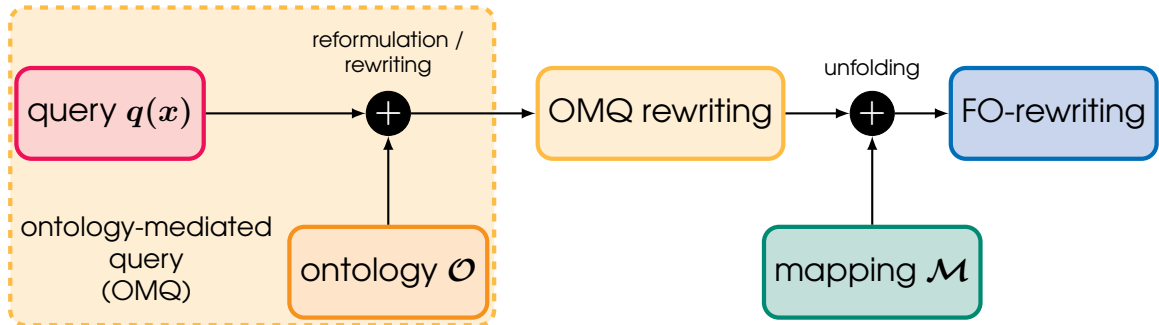 reformulation /
rewriting
query q(x)
+
OMQ rewriting
unfolding
+
FO-rewriting
ontology-mediated
query
(OMQ)
ontology 𝒪
mapping ℳ